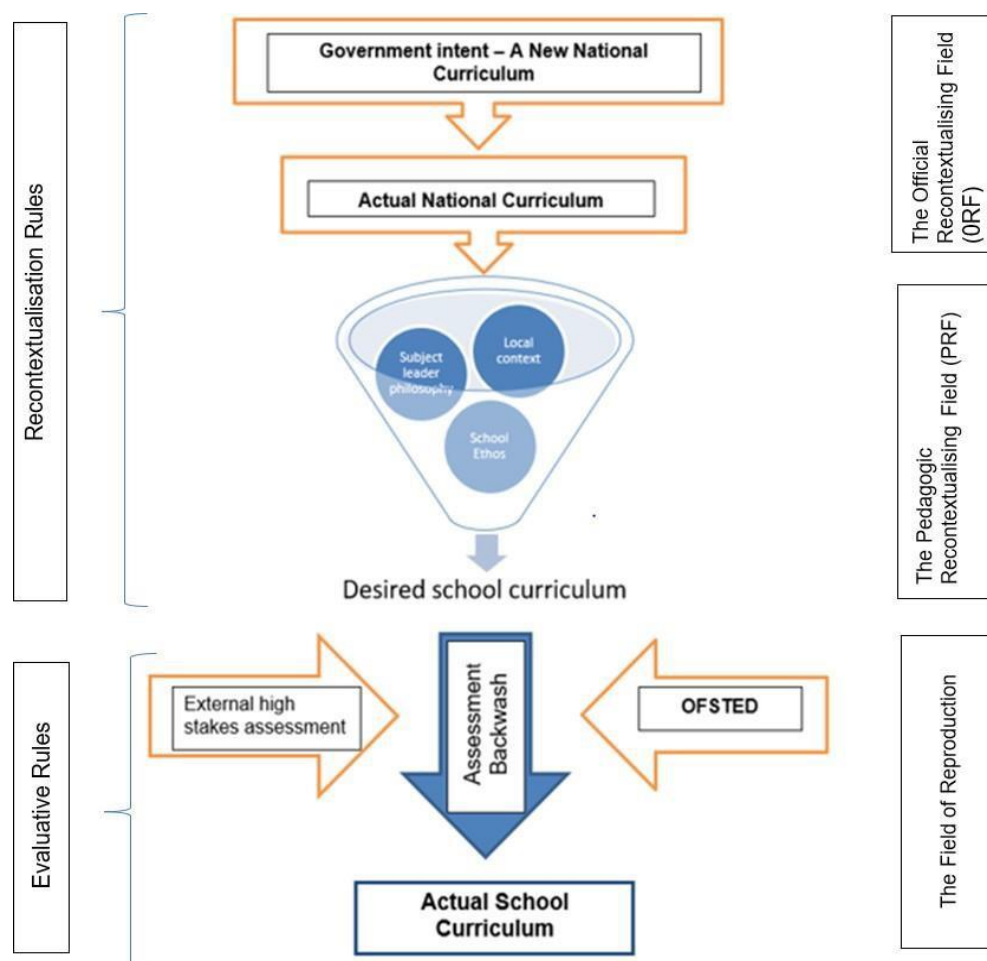 Government intent – A New National
Curriculum
Actual National Curriculum
Recontextualisation Rules
The Official
Recontextualising Field
(0RF)
Subject
leader
philosophy
Local
context
School
Ethos
The Pedagogic
Recontextualising Field (PRF)
Desired school curriculum
Evaluative Rules
External high
stakes assessment
Assessment
Backwash
OFSTED
The Field of Reproduction
Actual School
Curriculum